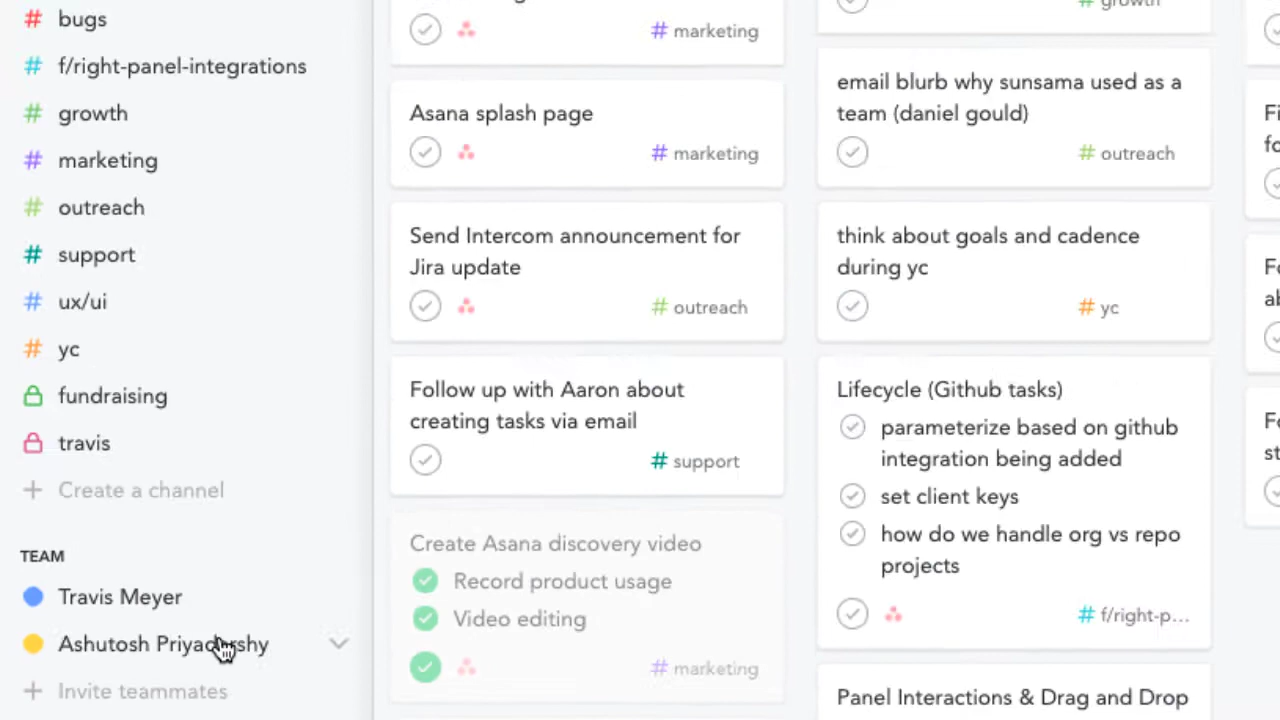 # bugs
# f/right-panel-integrations
# growth
# marketing
# outreach
# support
# ux/ui
# yc
fundraising
travis
+ Create a channel
TEAM
Travis Meyer
Ashutosh Priyadarshy
+ Invite teammates
# marketing
Asana splash page
# marketing
Send Intercom announcement for
Jira update
# outreach
Follow up with Aaron about
creating tasks via email
# support
Create Asana discovery video
Record product usage
Video editing
# marketing
# growth
email blurb why sunsama used as a
team (daniel gould)
# outreach
think about goals and cadence
during yc
# yc
Lifecycle (Github tasks)
parameterize based on github
integration being added
set client keys
how do we handle org vs repo
projects
# f/right-p...
Panel Interactions & Drag and Drop